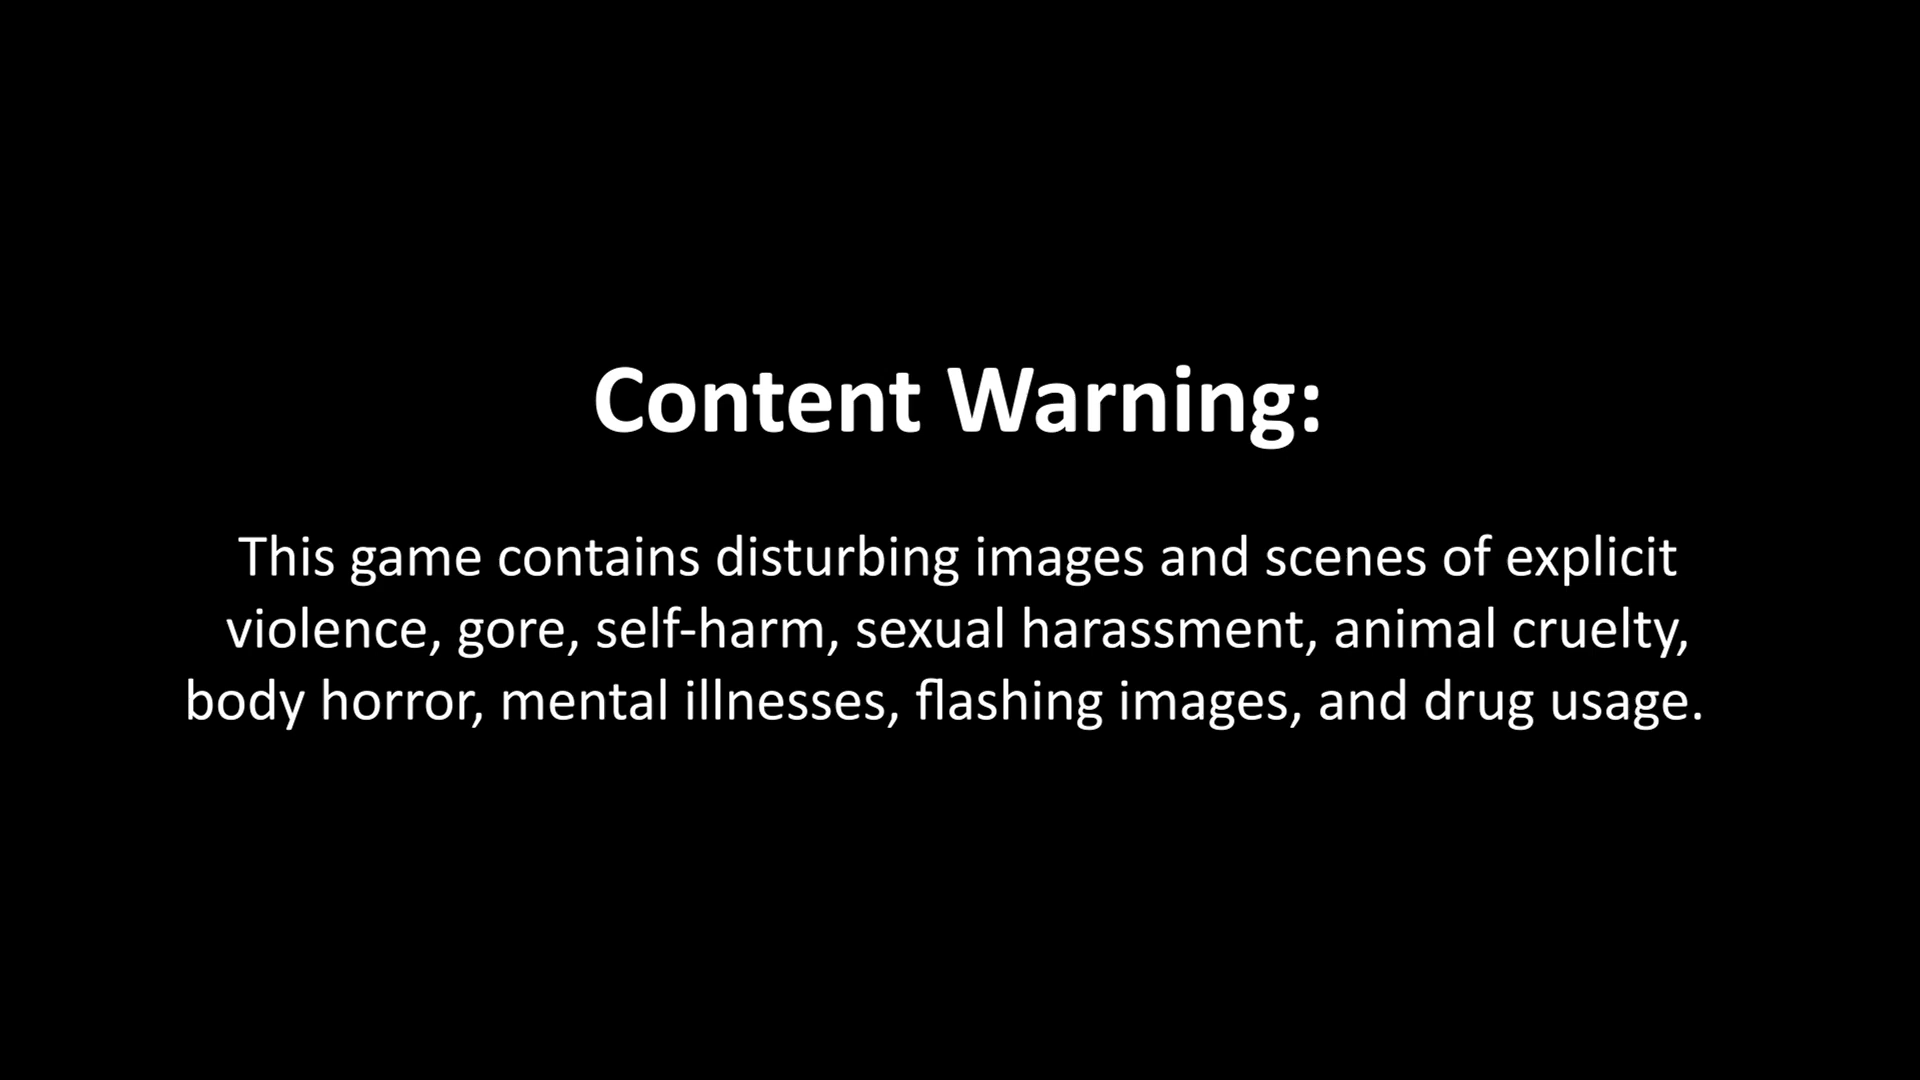 Content Warning:
This game contains disturbing images and scenes of explicit
violence, gore, self-harm, sexual harassment, animal cruelty,
body horror, mental illnesses, flashing images, and drug usage.